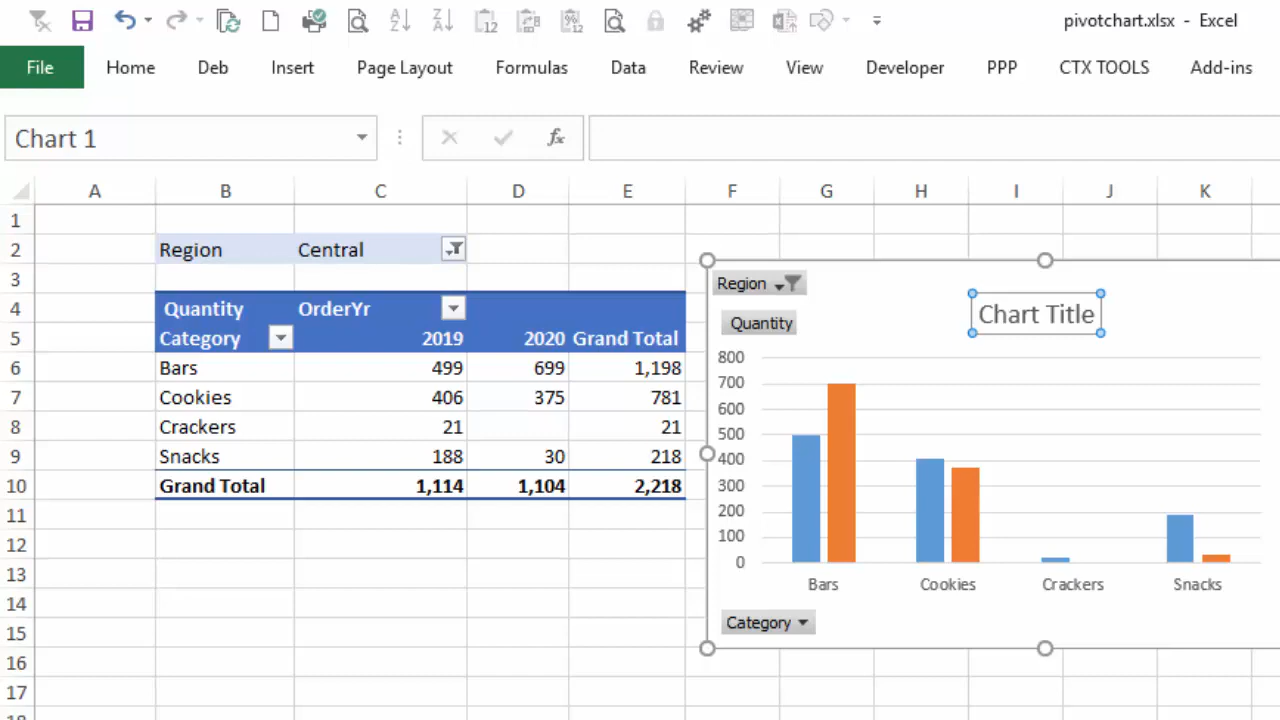 pivotchart.xlsx - Excel
File Home Deb Insert Page Layout Formulas Data Review View Developer PPP CTX TOOLS Add-ins
Chart 1 fx
A B C D E F G H I J K
1
2 Region Central
3
4 Quantity OrderYr
5 Category 2019 2020 Grand Total
6 Bars 499 699 1,198
7 Cookies 406 375 781
8 Crackers 21 21
9 Snacks 188 30 218
10 Grand Total 1,114 1,104 2,218
11
12
13
14
15
16
17
18
Region
Chart Title
Quantity
800
700
600
500
400
300
200
100
0
Bars Cookies Crackers Snacks
Category